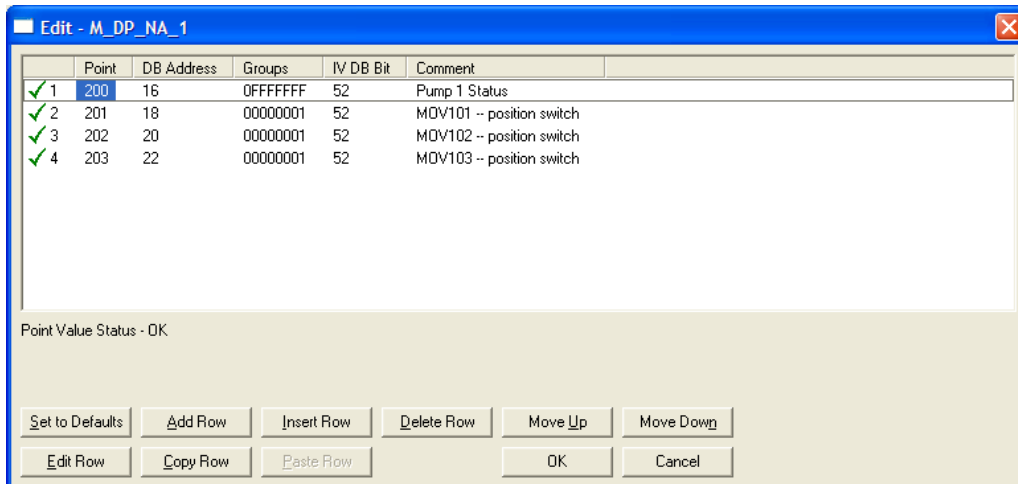 Edit - M_DP_NA_1
Point DB Address Groups IV DB Bit Comment
1 200 16 0FFFFFFF 52 Pump 1 Status
2 201 18 00000001 52 MOV101 -- position switch
3 202 20 00000001 52 MOV102 -- position switch
4 203 22 00000001 52 MOV103 -- position switch
Point Value Status - OK
Set to Defaults Add Row Insert Row Delete Row Move Up Move Down
Edit Row Copy Row Paste Row OK Cancel